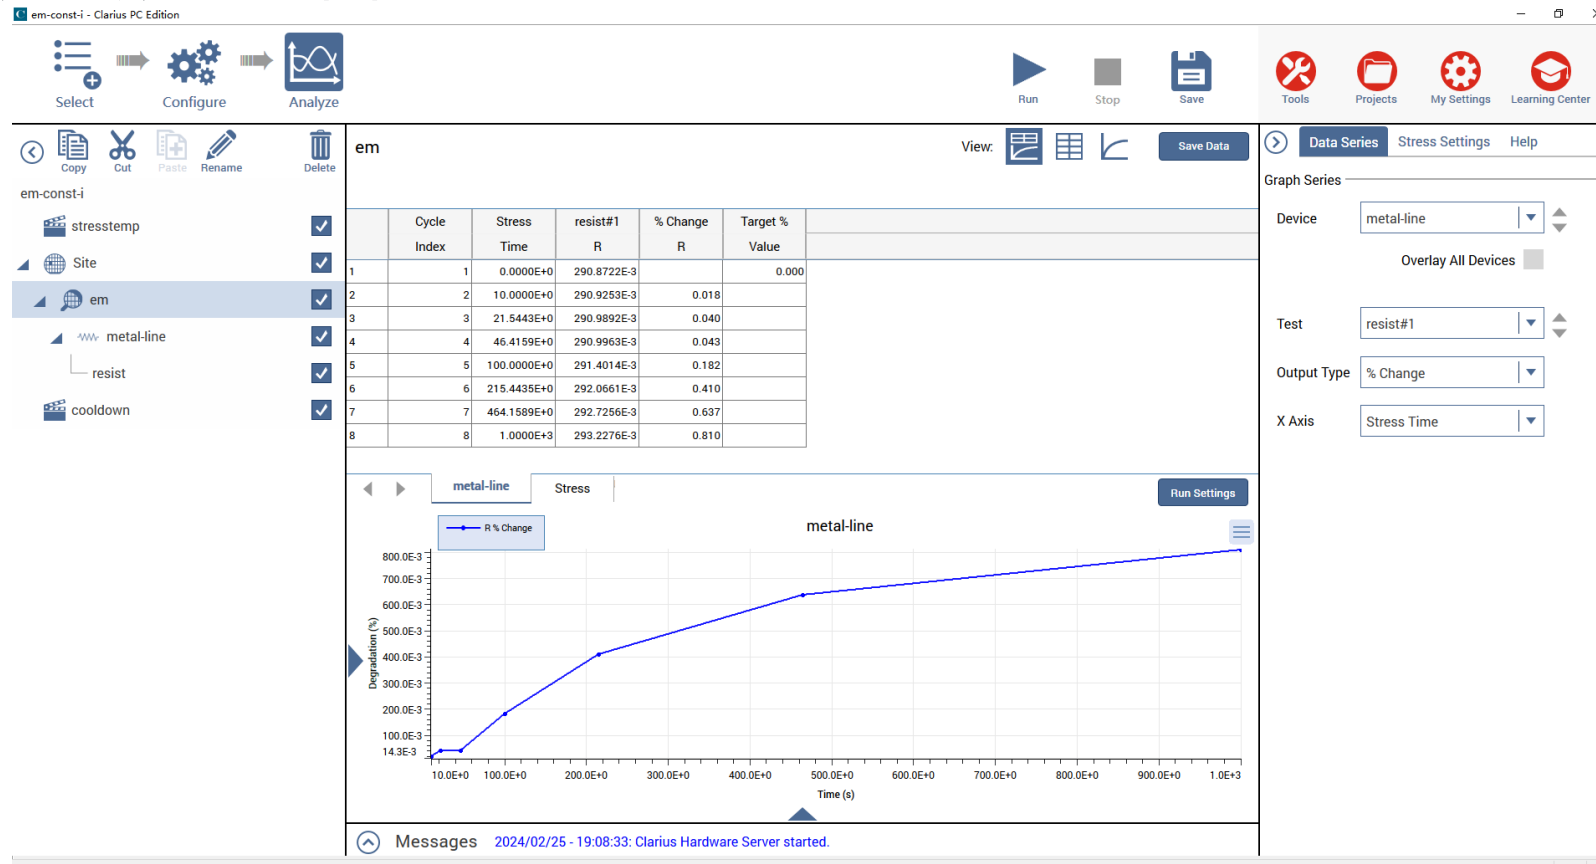 em-const-i - Clarius PC Edition
Select
Configure
Analyze
Run
Stop
Save
Tools
Projects
My Settings
Learning Center
Copy
Cut
Paste
Rename
Delete
em-const-i
stresstemp
Site
em
metal-line
resist
cooldown
em
View:
Save Data
Cycle Stress resist#1 % Change Target %
Index Time R R Value
1 1 0.0000E+0 290.8722E-3 0.000
2 2 10.0000E+0 290.9253E-3 0.018
3 3 21.5443E+0 290.9892E-3 0.040
4 4 46.4159E+0 290.9963E-3 0.043
5 5 100.0000E+0 291.4014E-3 0.182
6 6 215.4435E+0 292.0661E-3 0.410
7 7 464.1589E+0 292.7256E-3 0.637
8 8 1.0000E+3 293.2276E-3 0.810
metal-line
Stress
Run Settings
R % Change
metal-line
800.0E-3
700.0E-3
600.0E-3
500.0E-3
400.0E-3
300.0E-3
200.0E-3
100.0E-3
14.3E-3
Degradation (%)
10.0E+0 100.0E+0 200.0E+0 300.0E+0 400.0E+0 500.0E+0 600.0E+0 700.0E+0 800.0E+0 900.0E+0 1.0E+3
Time (s)
Messages 2024/02/25 - 19:08:33: Clarius Hardware Server started.
Data Series
Stress Settings
Help
Graph Series
Device metal-line
Overlay All Devices
Test resist#1
Output Type % Change
X Axis Stress Time